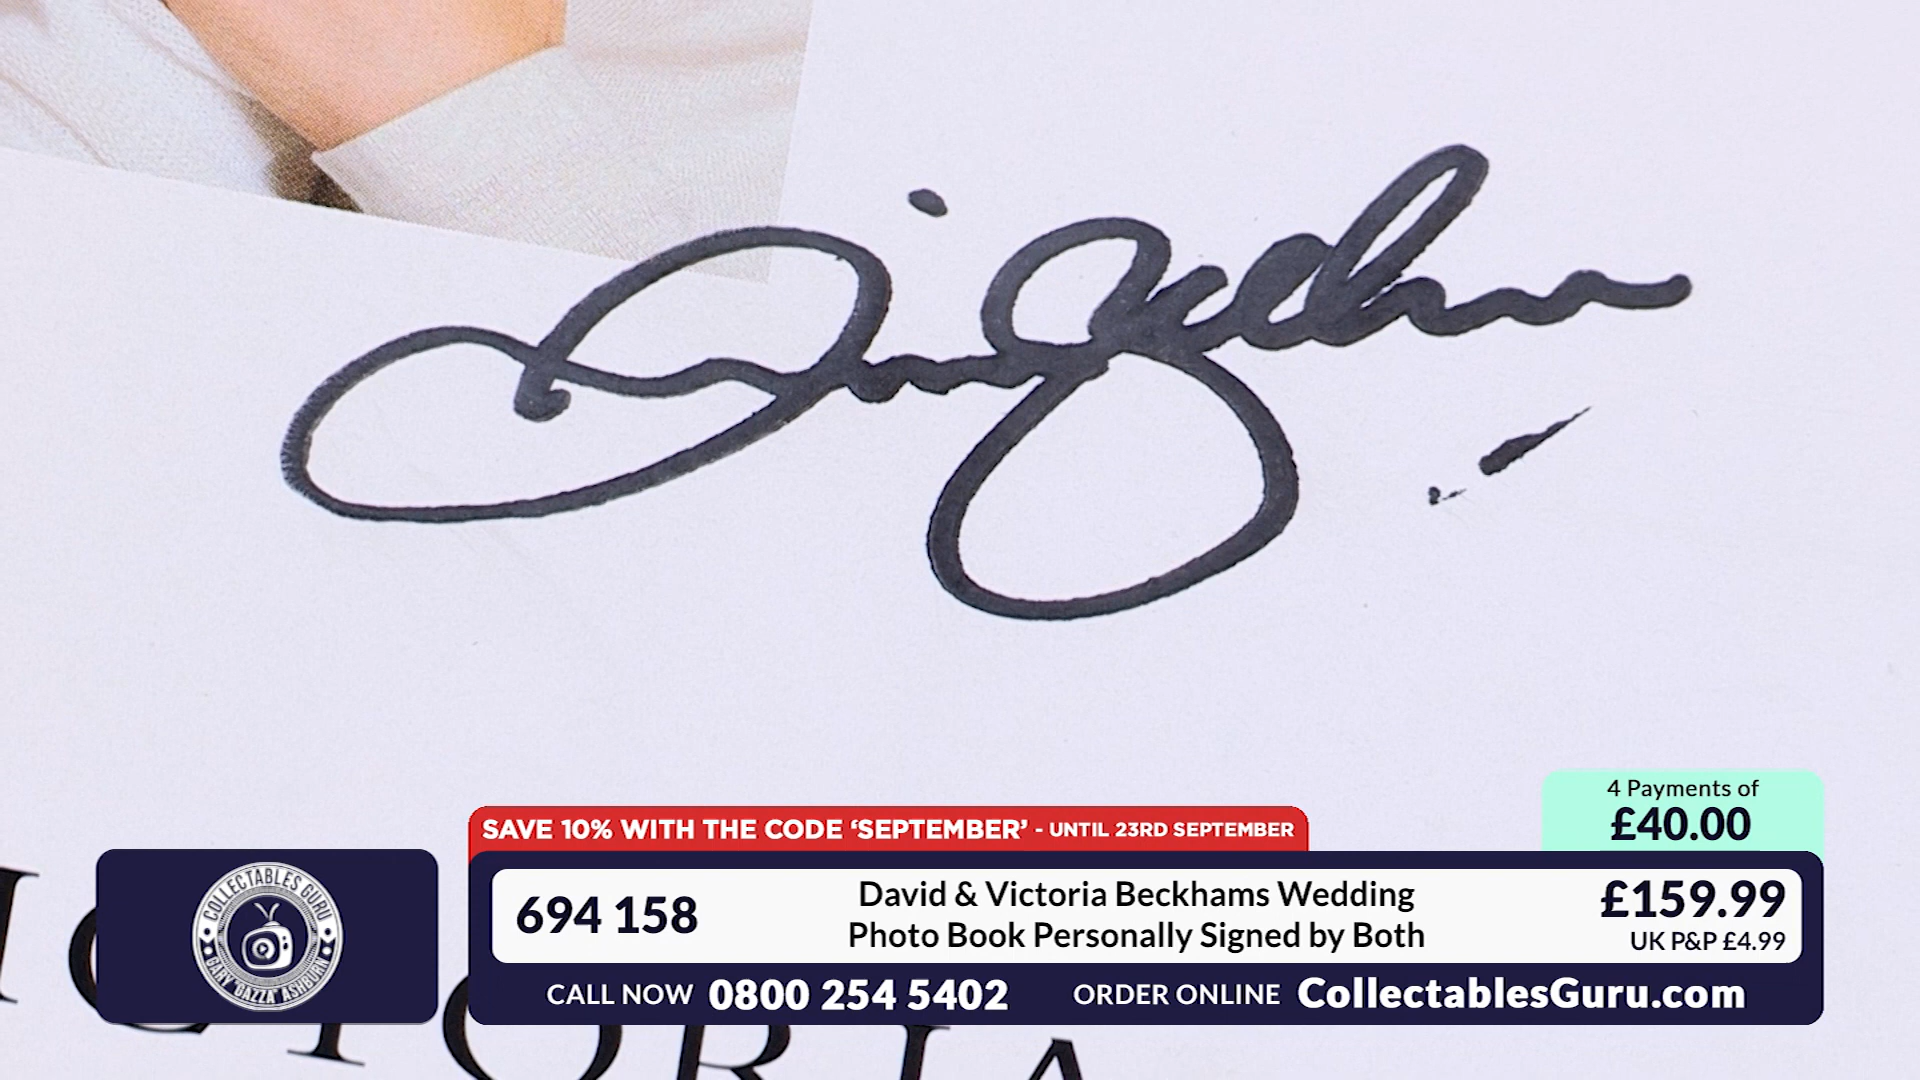 SAVE 10% WITH THE CODE ‘SEPTEMBER’ - UNTIL 23RD SEPTEMBER
4 Payments of
£40.00
694 158
David & Victoria Beckhams Wedding
Photo Book Personally Signed by Both
£159.99
UK P&P £4.99
CALL NOW 0800 254 5402
ORDER ONLINE CollectablesGuru.com
COLLECTABLES GURU
GARY "GAZZA" ASHBURN